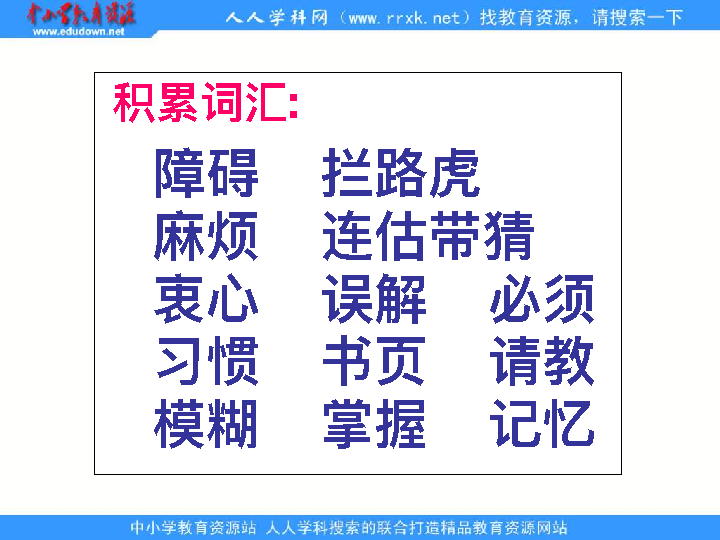 中小学教育资源
www.edudown.net
人人学科网（www.rrxk.net）找教育资源，请搜索一下
积累词汇:
障碍 拦路虎
麻烦 连估带猜
衷心 误解 必须
习惯 书页 请教
模糊 掌握 记忆
中小学教育资源站 人人学科搜索的联合打造精品教育资源网站